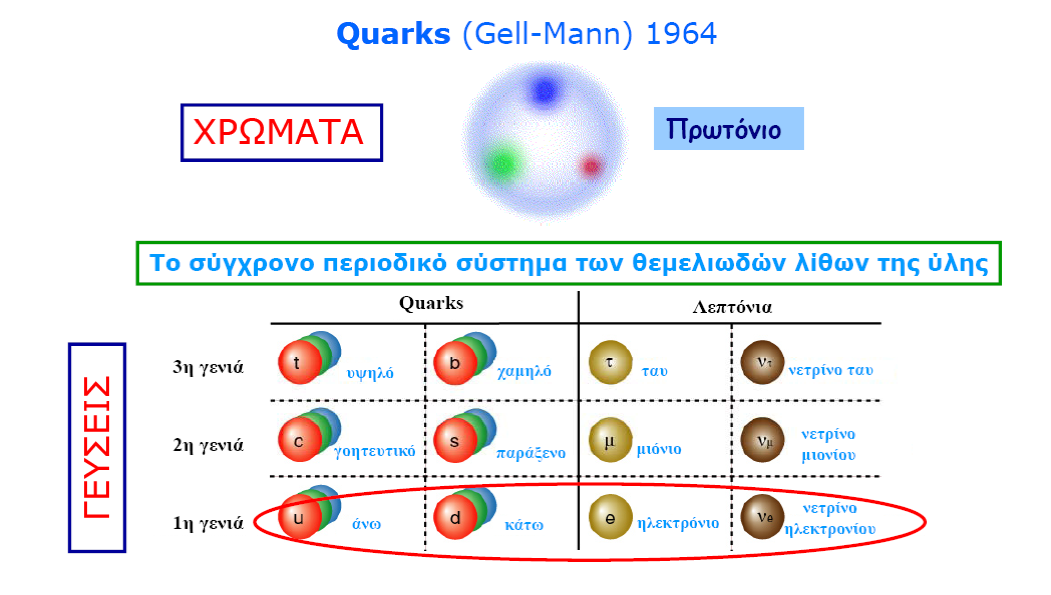 Quarks (Gell-Mann) 1964
ΧΡΩΜΑΤΑ
Πρωτόνιο
Το σύγχρονο περιοδικό σύστημα των θεμελιωδών λίθων της ύλης
Quarks Λεπτόνια
ΓΕΥΣΕΙΣ
3η γενιά t υψηλό b χαμηλό τ ταυ ντ νετρίνο ταυ
2η γενιά c γοητευτικό s παράξενο μ μιόνιο νμ νετρίνο
μιονίου
1η γενιά u άνω d κάτω e ηλεκτρόνιο νe νετρίνο
ηλεκτρονίου